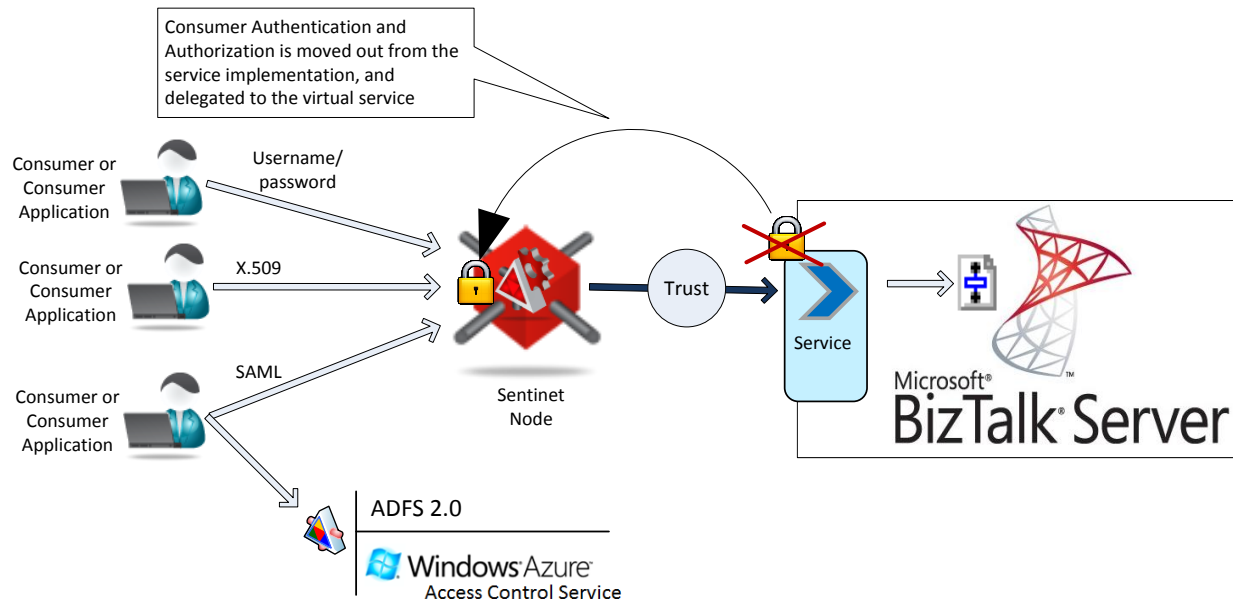 Consumer Authentication and
Authorization is moved out from the
service implementation, and
delegated to the virtual service
Consumer or
Consumer
Application
Username/
password
Consumer or
Consumer
Application
X.509
Consumer or
Consumer
Application
SAML
Sentinet
Node
Trust
Service
TM
Microsoft®
BizTalk® Server
ADFS 2.0
Windows Azure™
Access Control Service